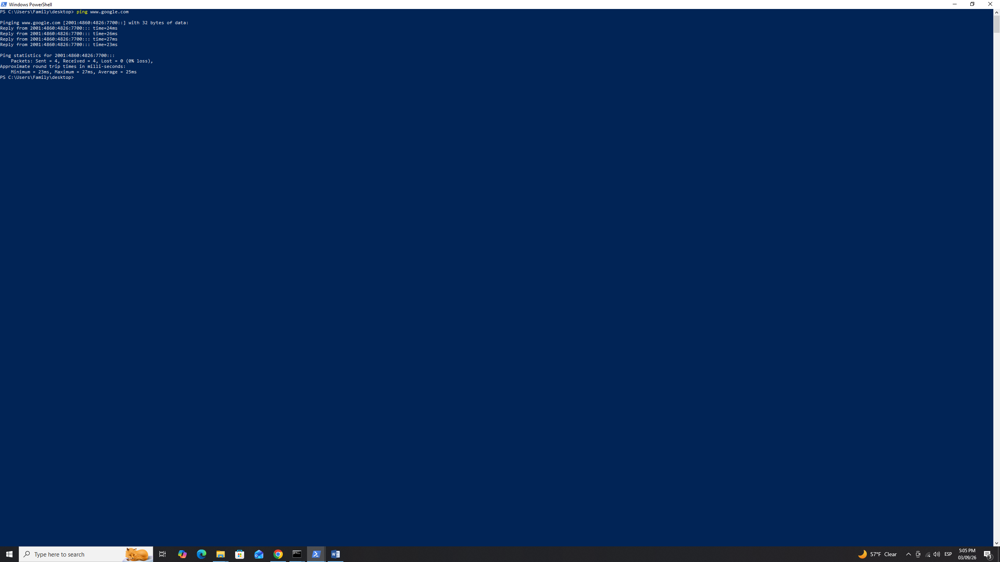 Windows PowerShell
PS C:\Users\Family\desktop> ping www.google.com
Pinging www.google.com [2001:4860:4826:7700::] with 32 bytes of data:
Reply from 2001:4860:4826:7700::: time=24ms
Reply from 2001:4860:4826:7700::: time=26ms
Reply from 2001:4860:4826:7700::: time=27ms
Reply from 2001:4860:4826:7700::: time=23ms
Ping statistics for 2001:4860:4826:7700:::
    Packets: Sent = 4, Received = 4, Lost = 0 (0% loss),
Approximate round trip times in milli-seconds:
    Minimum = 23ms, Maximum = 27ms, Average = 25ms
PS C:\Users\Family\desktop>
Type here to search
57°F Clear
ESP
5:05 PM
03/09/26
3